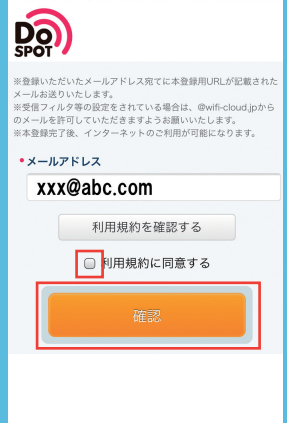 Do
SPOT
※登録いただいたメールアドレス宛てに本登録用URLが記載された
メールお送りいたします。
※受信フィルタ等の設定をされている場合は、@wifi-cloud.jpから
のメールを許可していただきますようお願いいたします。
※本登録完了後、インターネットのご利用が可能になります。
*メールアドレス
xxx@abc.com
利用規約を確認する
利用規約に同意する
確認